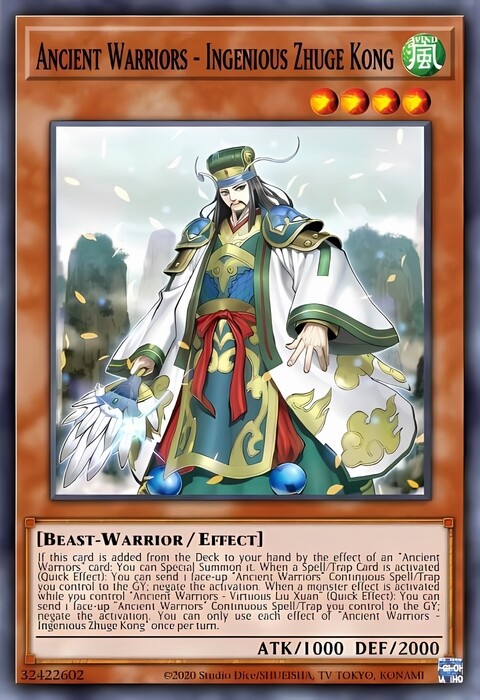 Ancient Warriors - Ingenious Zhuge Kong
風
[Beast-Warrior / Effect]
If this card is added from the Deck to your hand by the effect of an "Ancient
Warriors" card: You can Special Summon it. When a Spell/Trap Card is activated
(Quick Effect): You can send 1 face-up "Ancient Warriors" Continuous Spell/Trap
you control to the GY; negate the activation. When a monster effect is activated
while you control "Ancient Warriors - Virtuous Liu Xuan" (Quick Effect): You can
send 1 face-up "Ancient Warriors" Continuous Spell/Trap you control to the GY;
negate the activation. You can only use each effect of "Ancient Warriors -
Ingenious Zhuge Kong" once per turn.
ATK/1000 DEF/2000
32422602
©2020 Studio Dice/SHUEISHA, TV TOKYO, KONAMI